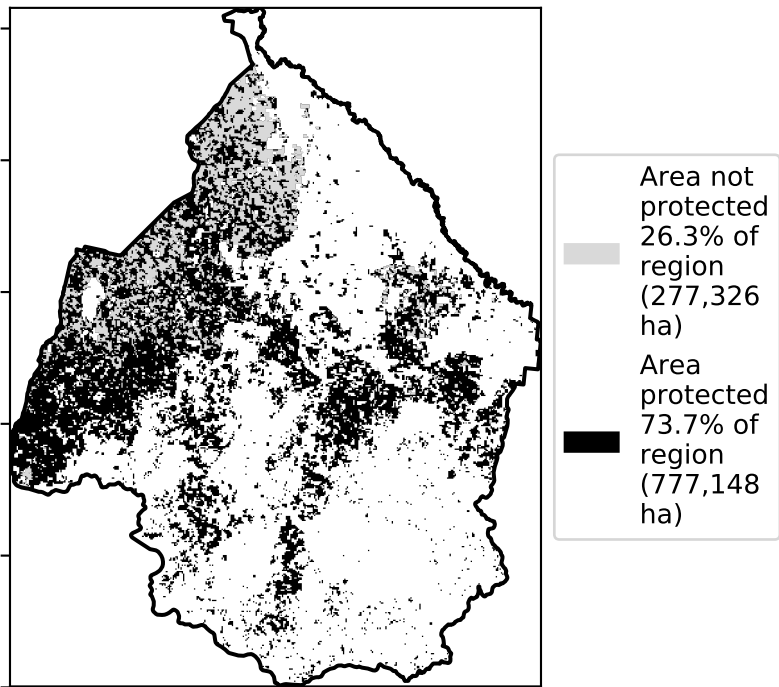 Area not
protected
26.3% of
region
(277,326
ha)
Area
protected
73.7% of
region
(777,148
ha)